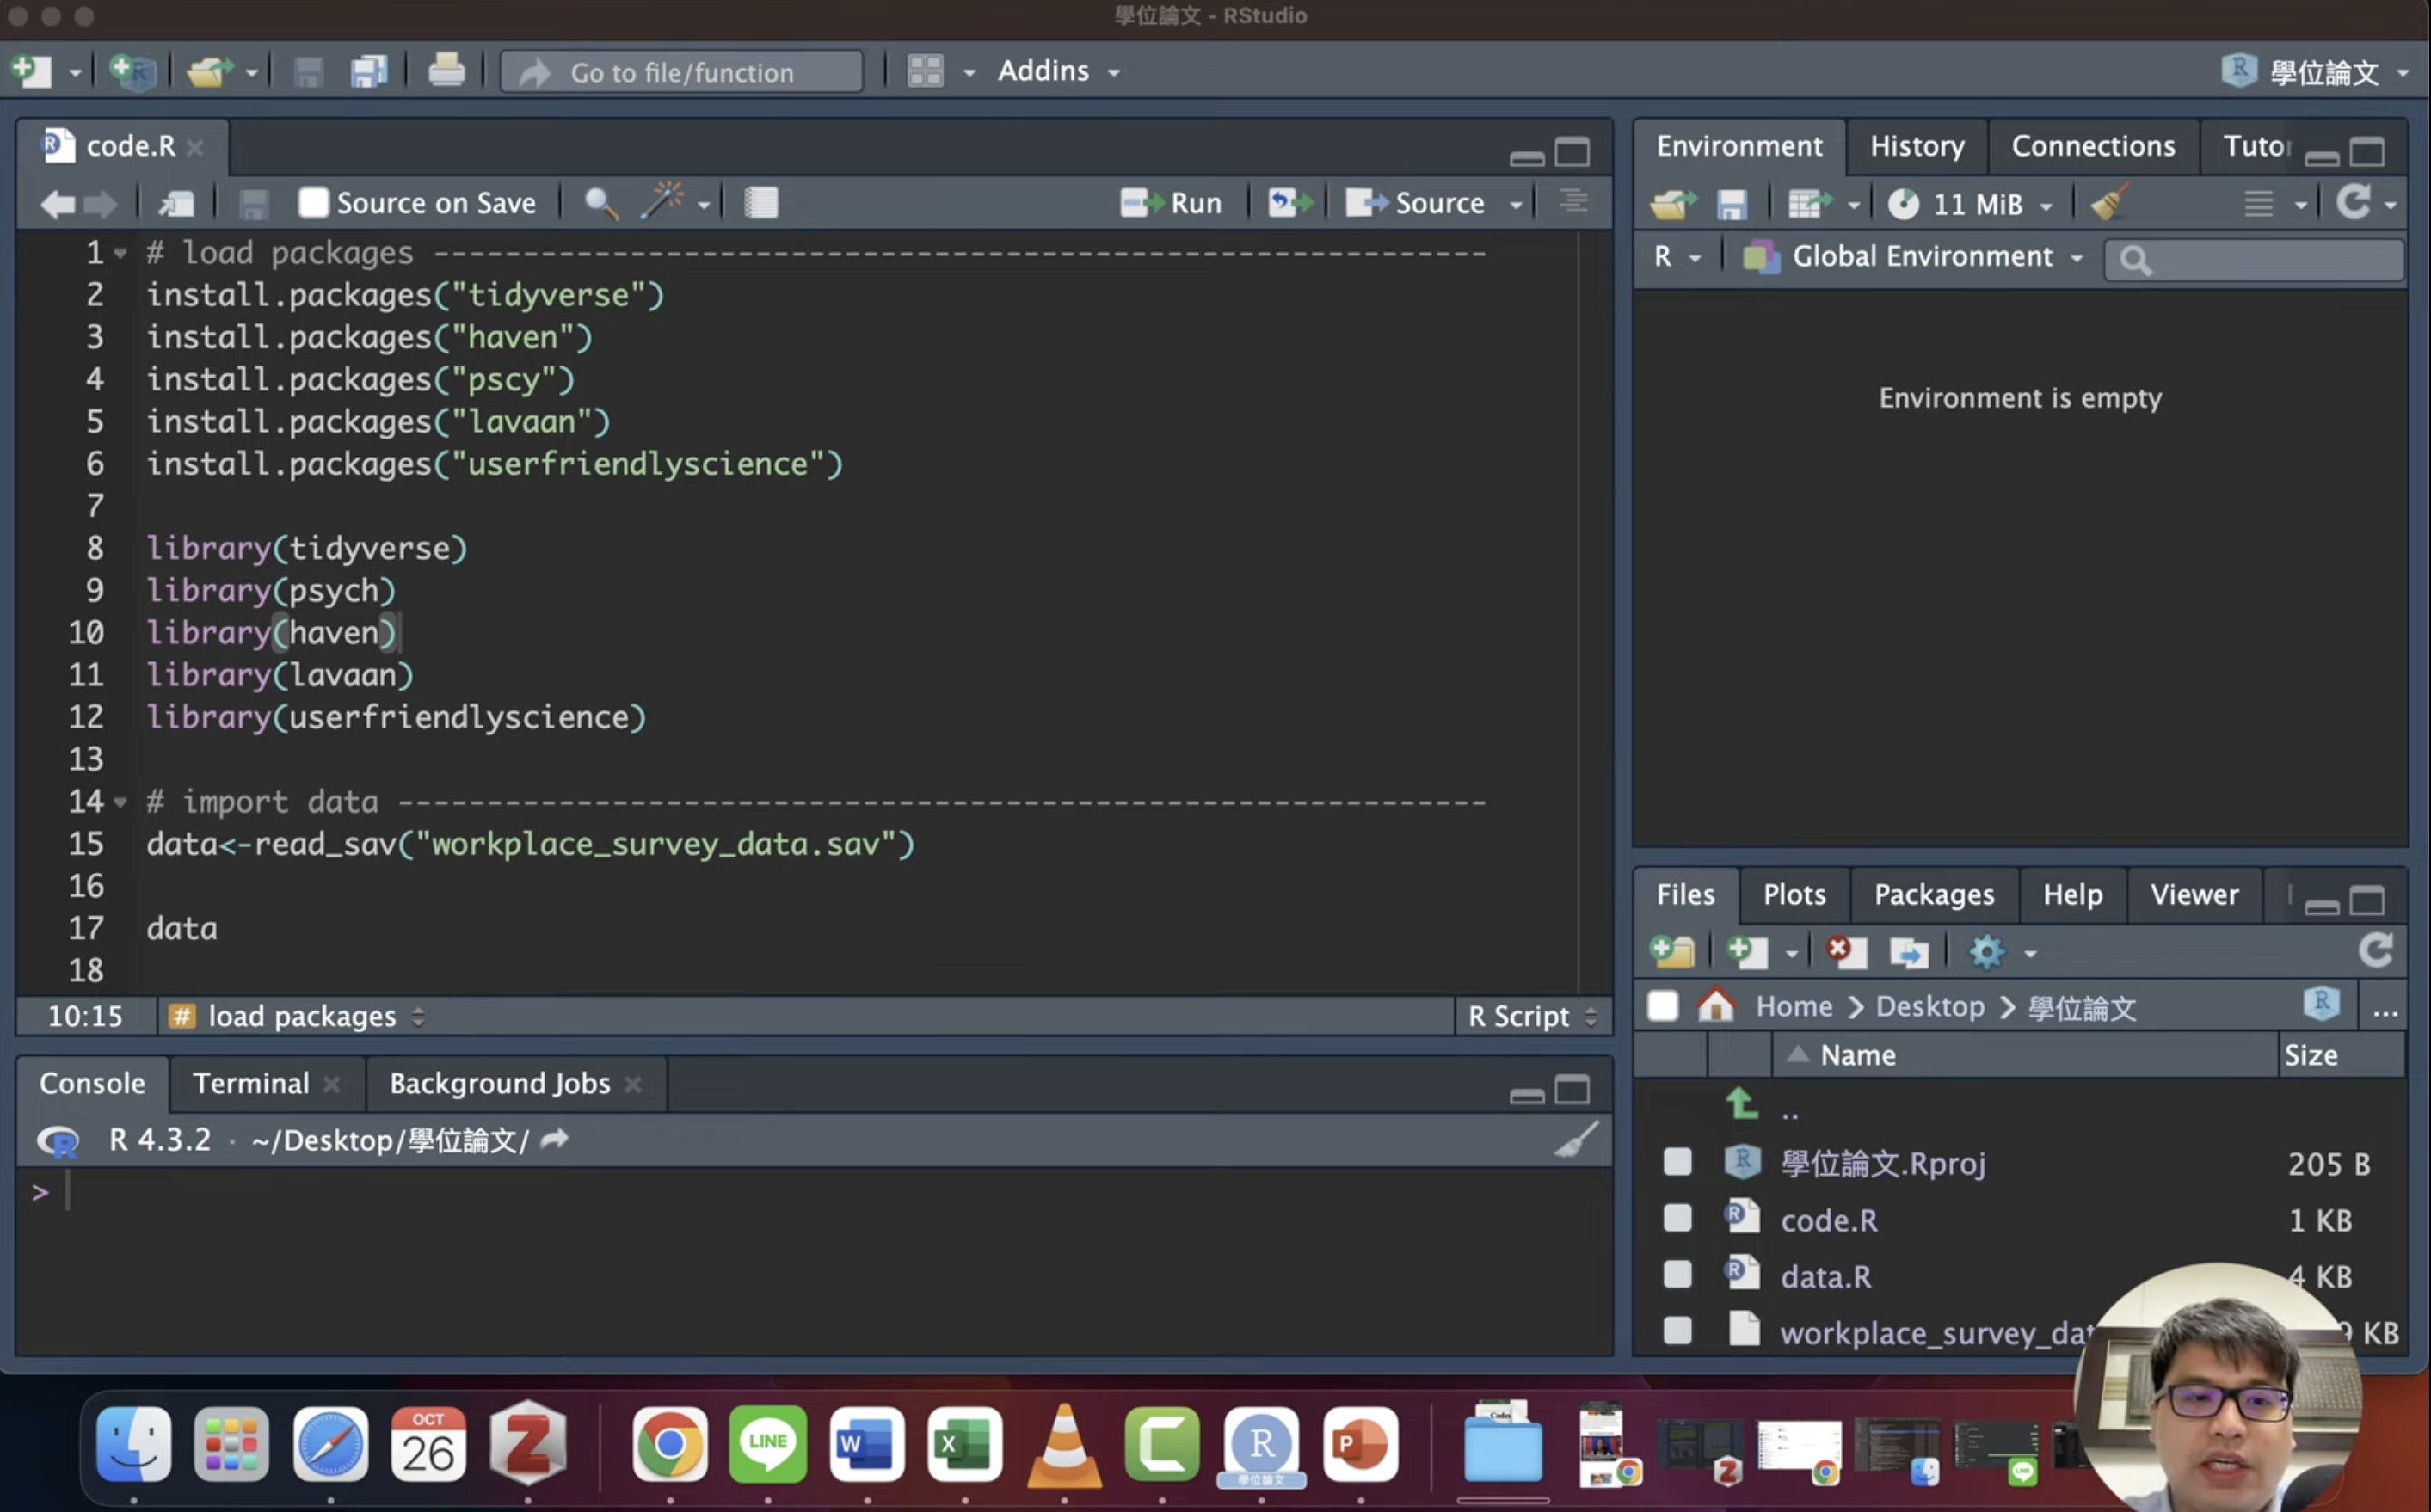 學位論文 - RStudio
Go to file/function
Addins
學位論文
code.R
Source on Save
Run
Source
1 # load packages ------------------------------------------------------------
2 install.packages("tidyverse")
3 install.packages("haven")
4 install.packages("pscy")
5 install.packages("lavaan")
6 install.packages("userfriendlyscience")
7
8 library(tidyverse)
9 library(psych)
10 library(haven)
11 library(lavaan)
12 library(userfriendlyscience)
13
14 # import data --------------------------------------------------------------
15 data<-read_sav("workplace_survey_data.sav")
16
17 data
18
10:15 # load packages R Script
Console Terminal Background Jobs
R 4.3.2 · ~/Desktop/學位論文/
>
Environment History Connections Tuto
11 MiB
R Global Environment
Environment is empty
Files Plots Packages Help Viewer
Home Desktop 學位論文 ...
Name Size
..
學位論文.Rproj 205 B
code.R 1 KB
data.R 4 KB
workplace_survey_dat 9 KB
OCT
26
Z
LINE
W
X
C
R
學位論文
P